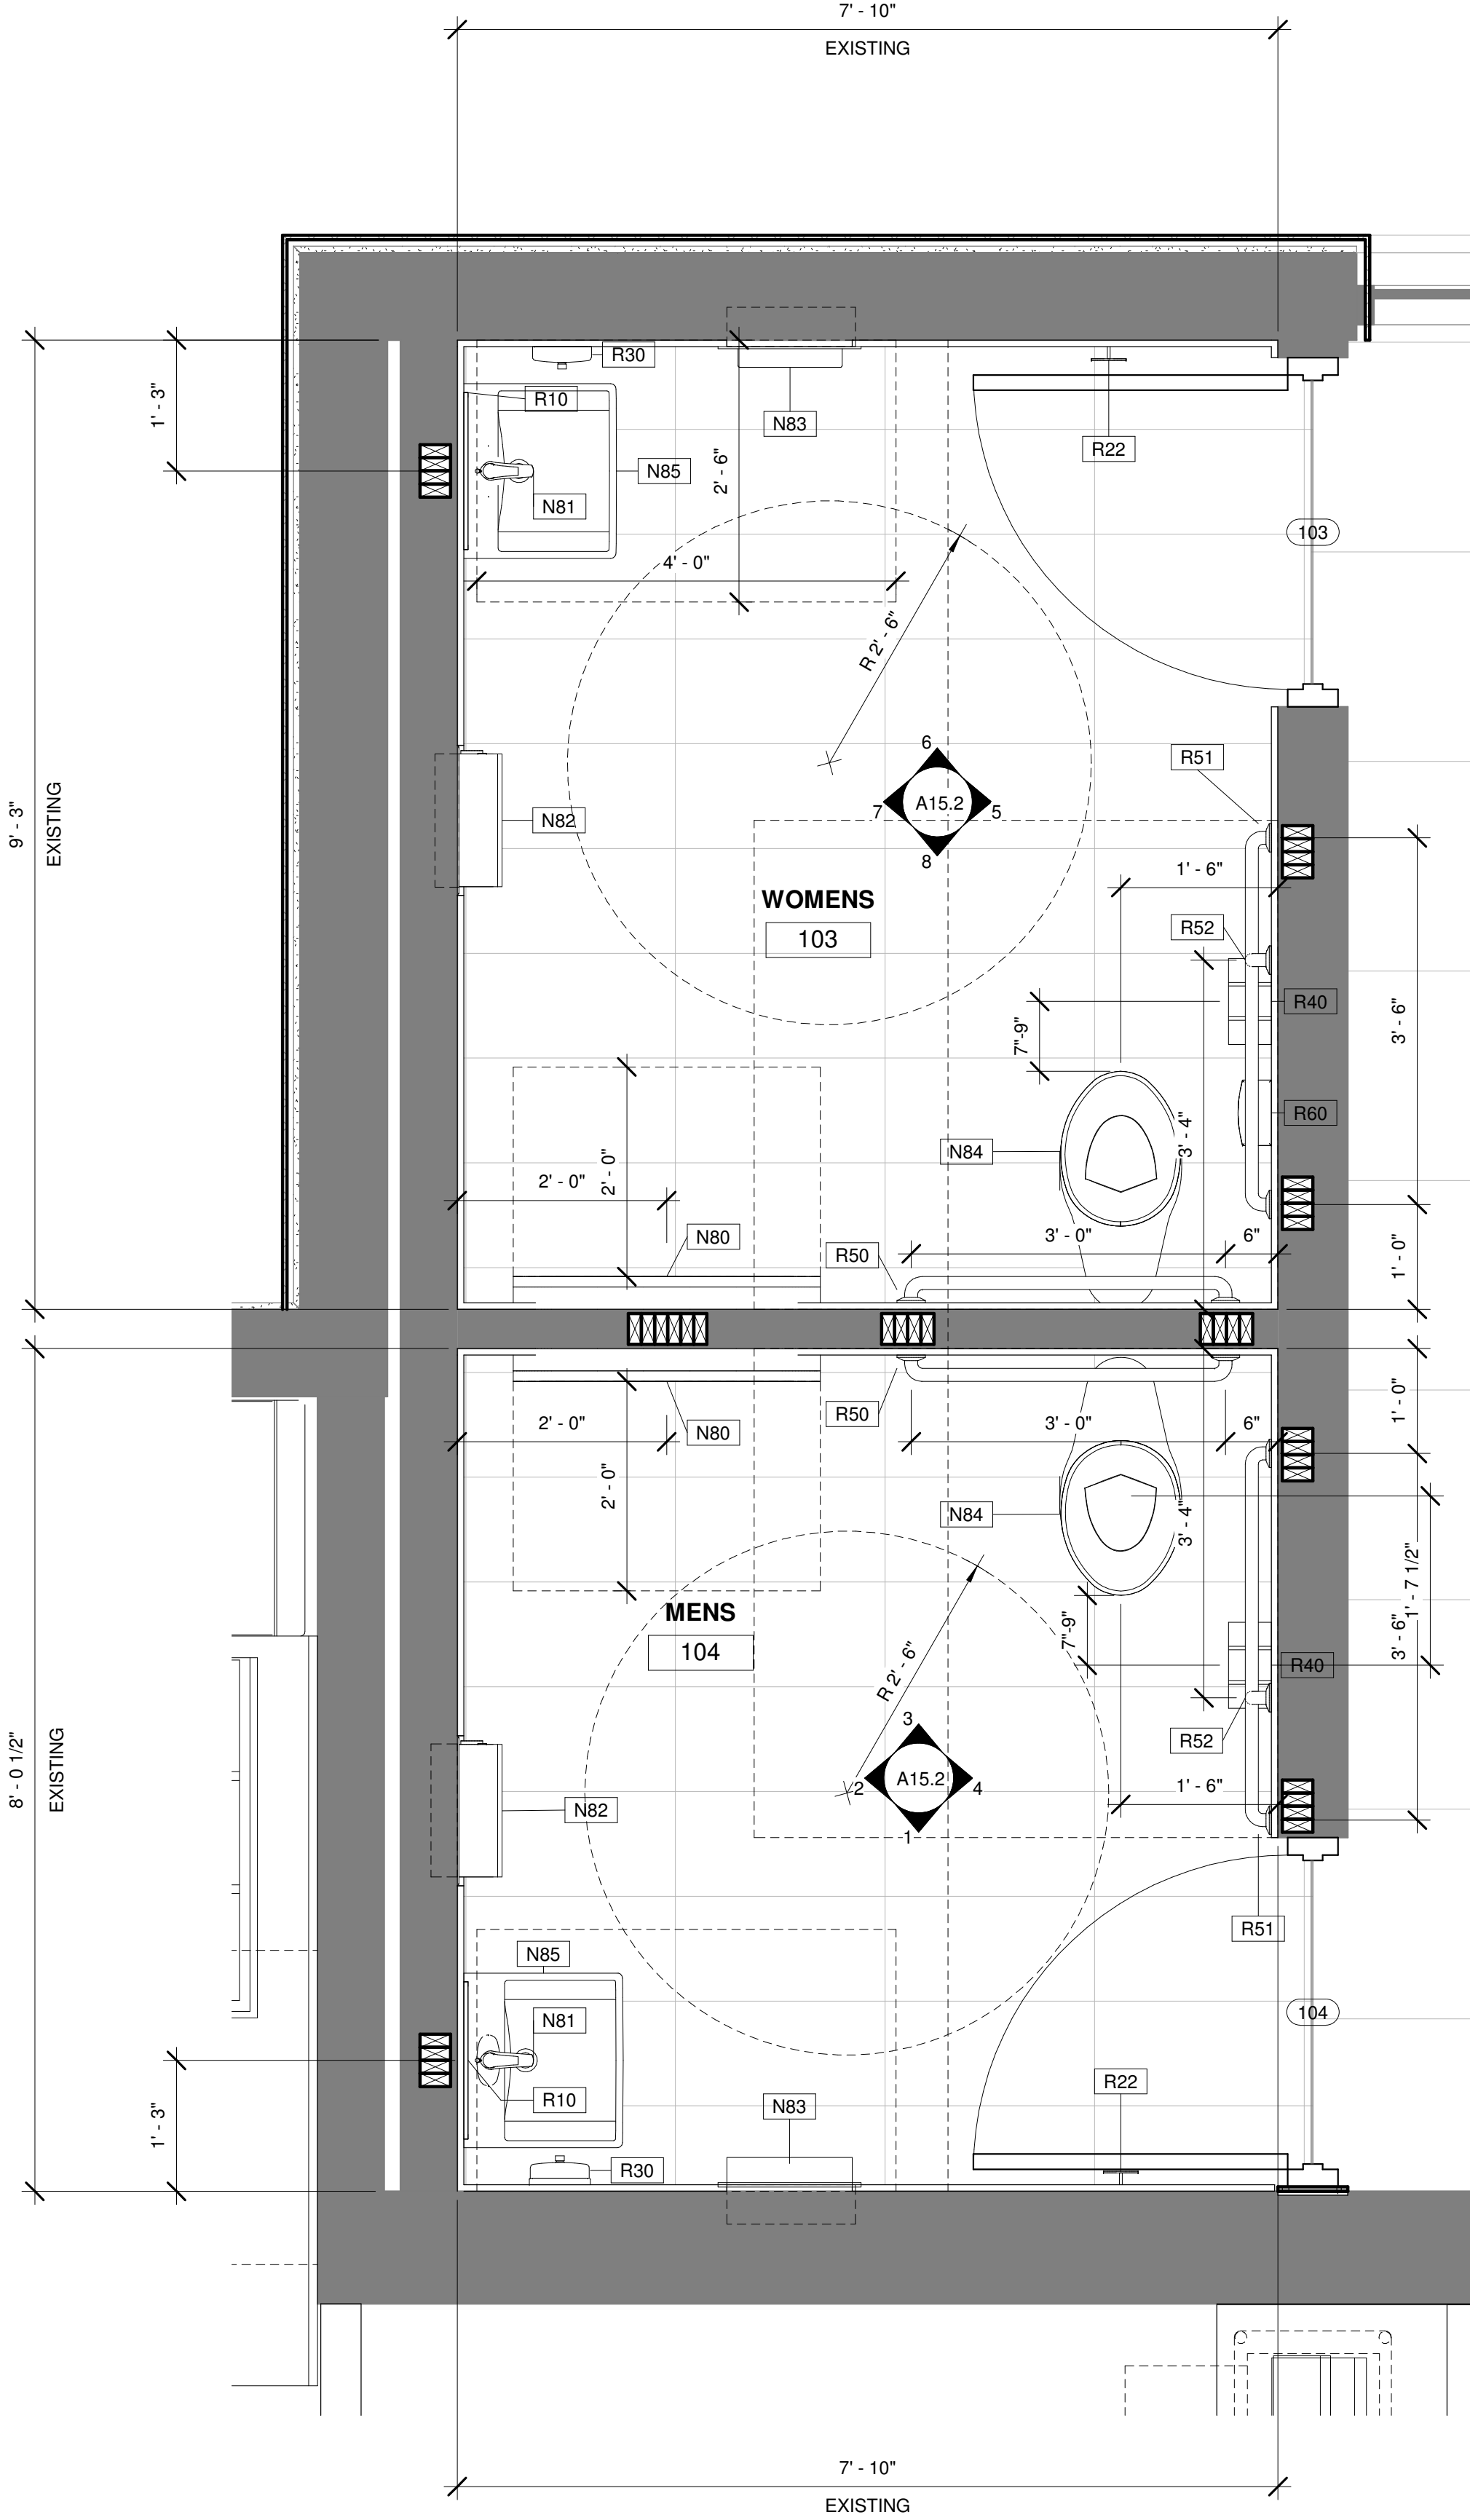 7' - 10"
EXISTING
R30
1' - 3"
R10
N83
R22
2' - 6"
N85
N81
103
4' - 0"
R 2' - 6"
6
R51
9' - 3"
EXISTING
N82
7
A15.2
5
8
1' - 6"
WOMENS
103
R52
R40
3' - 6"
7"-9"
R60
3' - 4"
N84
2' - 0"
2' - 0"
N80
R50
3' - 0"
6"
1' - 0"
1' - 0"
2' - 0"
N80
R50
3' - 0"
6"
2' - 0"
N84
3' - 4"
1' - 7 1/2"
MENS
104
7"-9"
3' - 6"
R 2' - 6"
R40
3
R52
8' - 0 1/2"
EXISTING
2
A15.2
4
1' - 6"
N82
1
R51
N85
N81
104
R10
R22
N83
1' - 3"
R30
7' - 10"
EXISTING